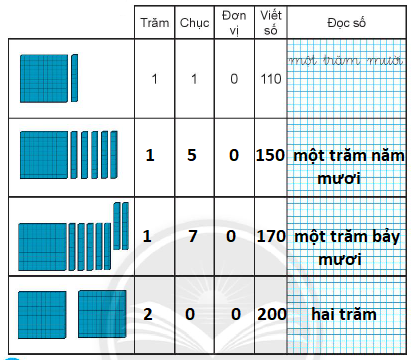 Trăm Chục Đơn vị Viết số Đọc số
1 1 0 110 một trăm mười
1 5 0 150 một trăm năm mươi
1 7 0 170 một trăm bảy mươi
2 0 0 200 hai trăm